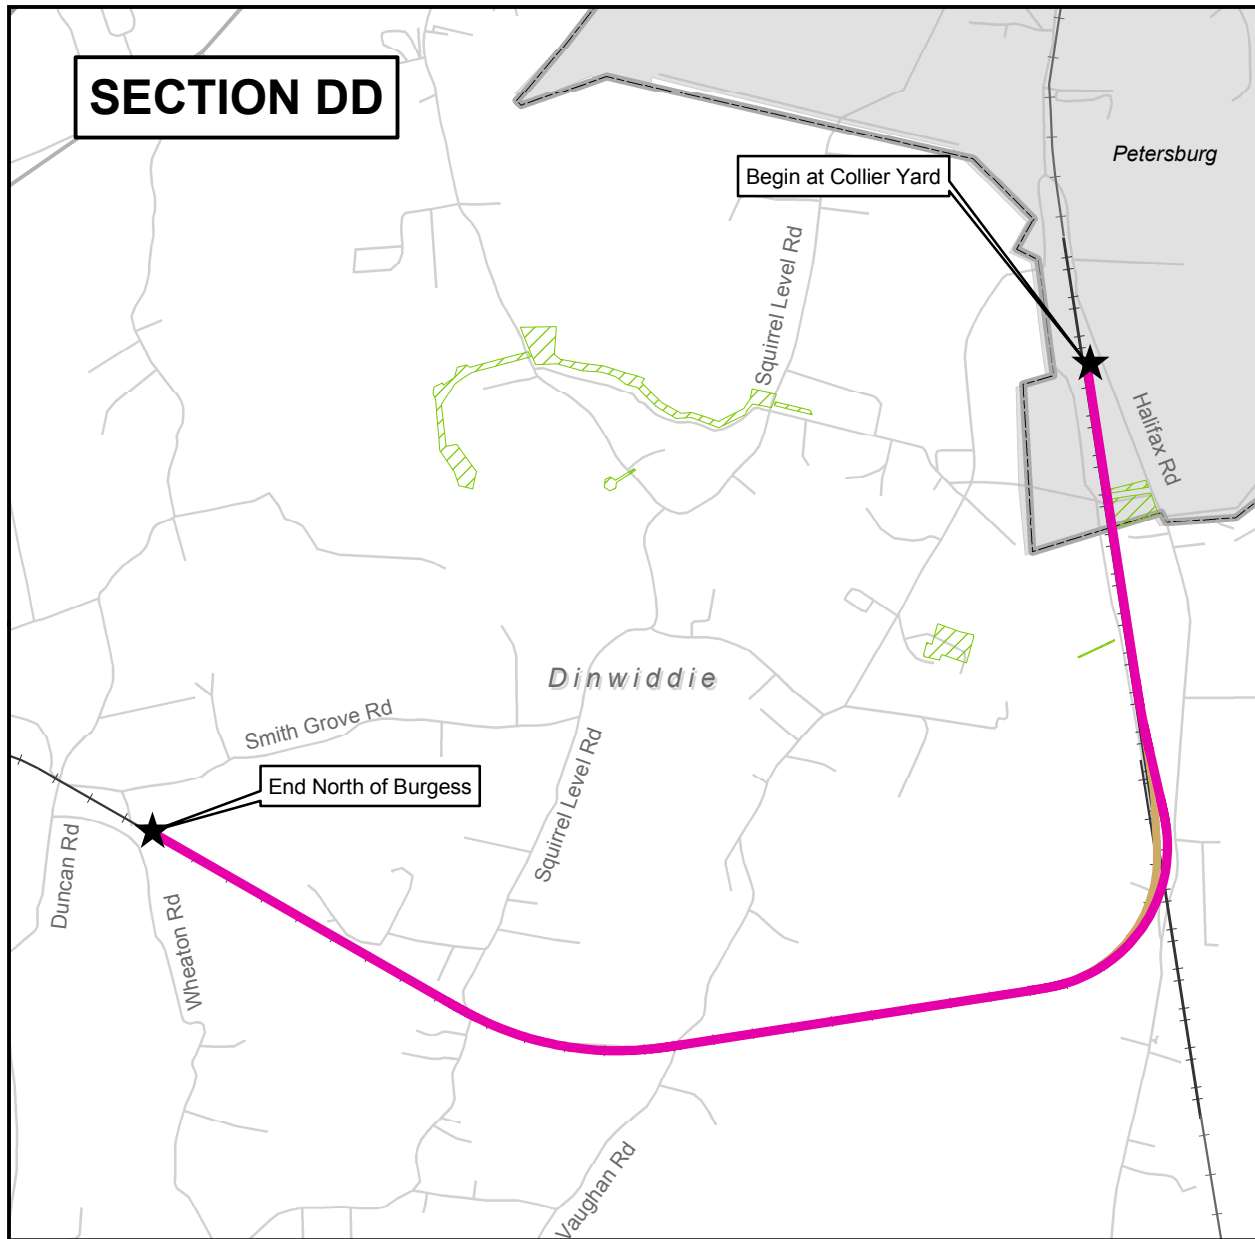 SECTION DD
Petersburg
Begin at Collier Yard
Squirrel Level Rd
Halifax Rd
Dinwiddie
Smith Grove Rd
End North of Burgess
Squirrel Level Rd
Duncan Rd
Wheaton Rd
Vaughan Rd